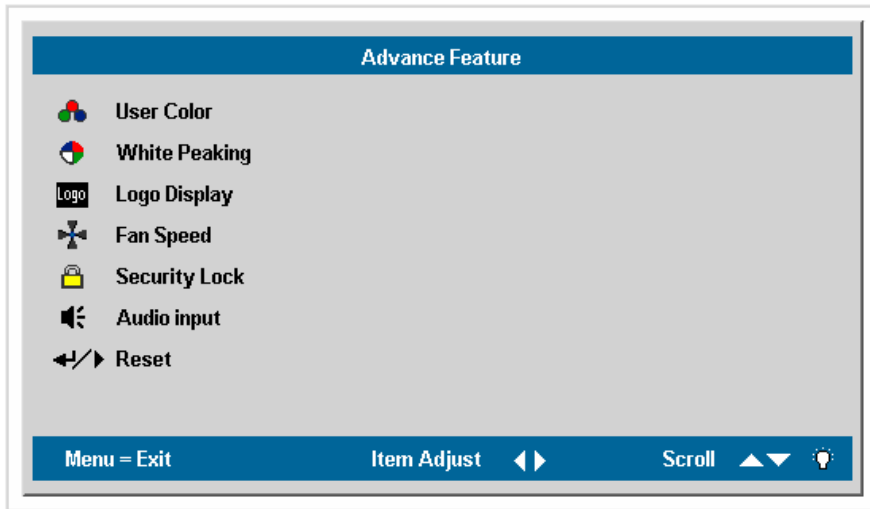 Advance Feature
User Color
White Peaking
Logo Logo Display
Fan Speed
Security Lock
Audio input
Reset
Menu = Exit Item Adjust Scroll